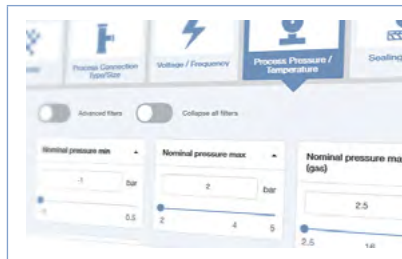 Process Connection
Type/Size
Voltage / Frequency
Process Pressure /
Temperature
Sealing
Advanced filters
Collapse all filters
Nominal pressure min
-1
bar
-1
0.5
Nominal pressure max
2
bar
2
4
5
Nominal pressure ma
(gas)
2.5
2.5
16